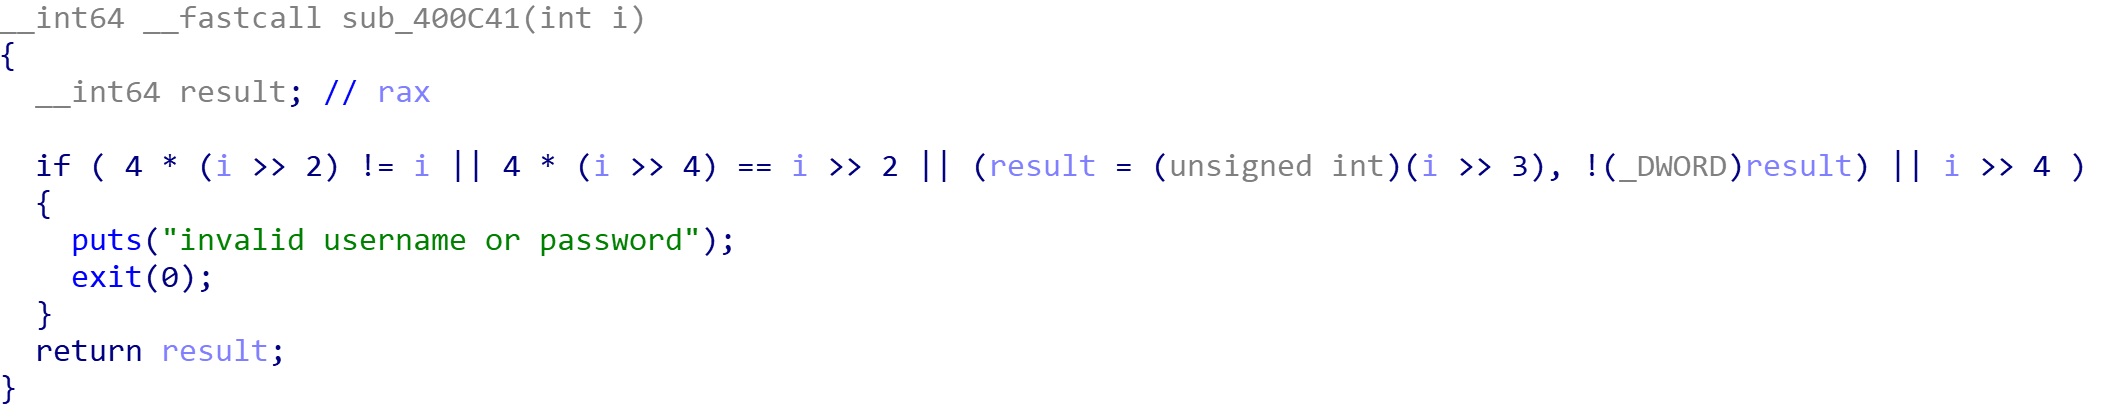 __int64 __fastcall sub_400C41(int i)
{
  __int64 result; // rax

  if ( 4 * (i >> 2) != i || 4 * (i >> 4) == i >> 2 || (result = (unsigned int)(i >> 3), !(_DWORD)result) || i >> 4 )
  {
    puts("invalid username or password");
    exit(0);
  }
  return result;
}